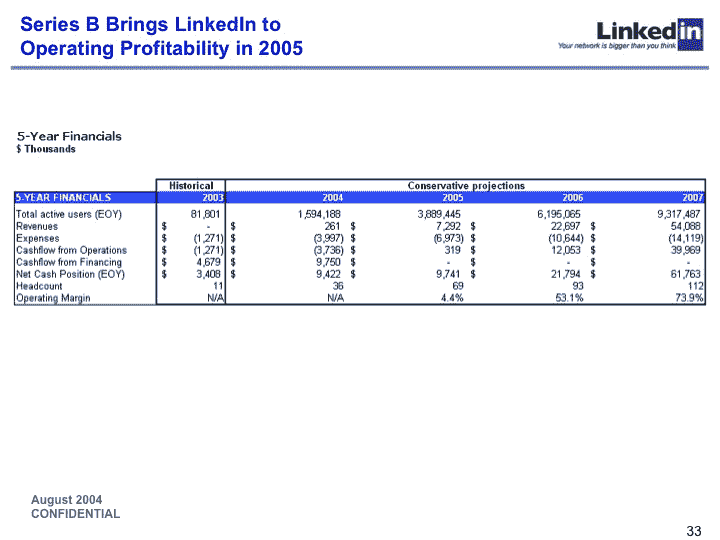 Series B Brings LinkedIn to
Operating Profitability in 2005
Linked in
Your network is bigger than you think
5-Year Financials
$ Thousands
Historical Conservative projections
5-YEAR FINANCIALS 2003 2004 2005 2006 2007
Total active users (EOY) 81,801 1,594,188 3,889,445 6,195,065 9,317,487
Revenues $ - $ 261 $ 7,292 $ 22,697 $ 54,088
Expenses $ (1,271) $ (3,997) $ (6,973) $ (10,644) $ (14,119)
Cashflow from Operations $ (1,271) $ (3,736) $ 319 $ 12,053 $ 39,969
Cashflow from Financing $ 4,679 $ 9,750 $ - $ - $ -
Net Cash Position (EOY) $ 3,408 $ 9,422 $ 9,741 $ 21,794 $ 61,763
Headcount 11 36 69 93 112
Operating Margin N/A N/A 4.4% 53.1% 73.9%
August 2004
CONFIDENTIAL
33